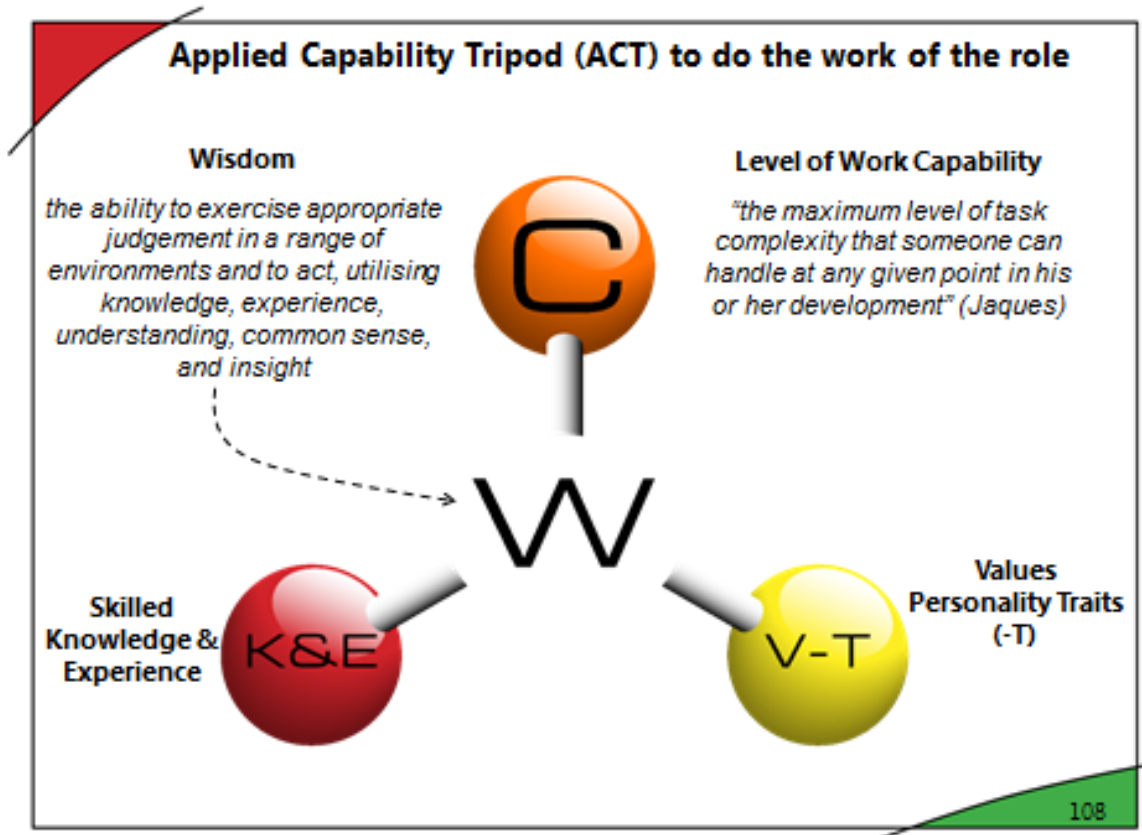 Applied Capability Tripod (ACT) to do the work of the role
Wisdom
the ability to exercise appropriate
judgement in a range of
environments and to act, utilising
knowledge, experience,
understanding, common sense,
and insight
C
Level of Work Capability
"the maximum level of task
complexity that someone can
handle at any given point in his
or her development" (Jaques)
W
Skilled
Knowledge &
Experience
K&E
V-T
Values
Personality Traits
(-T)
108